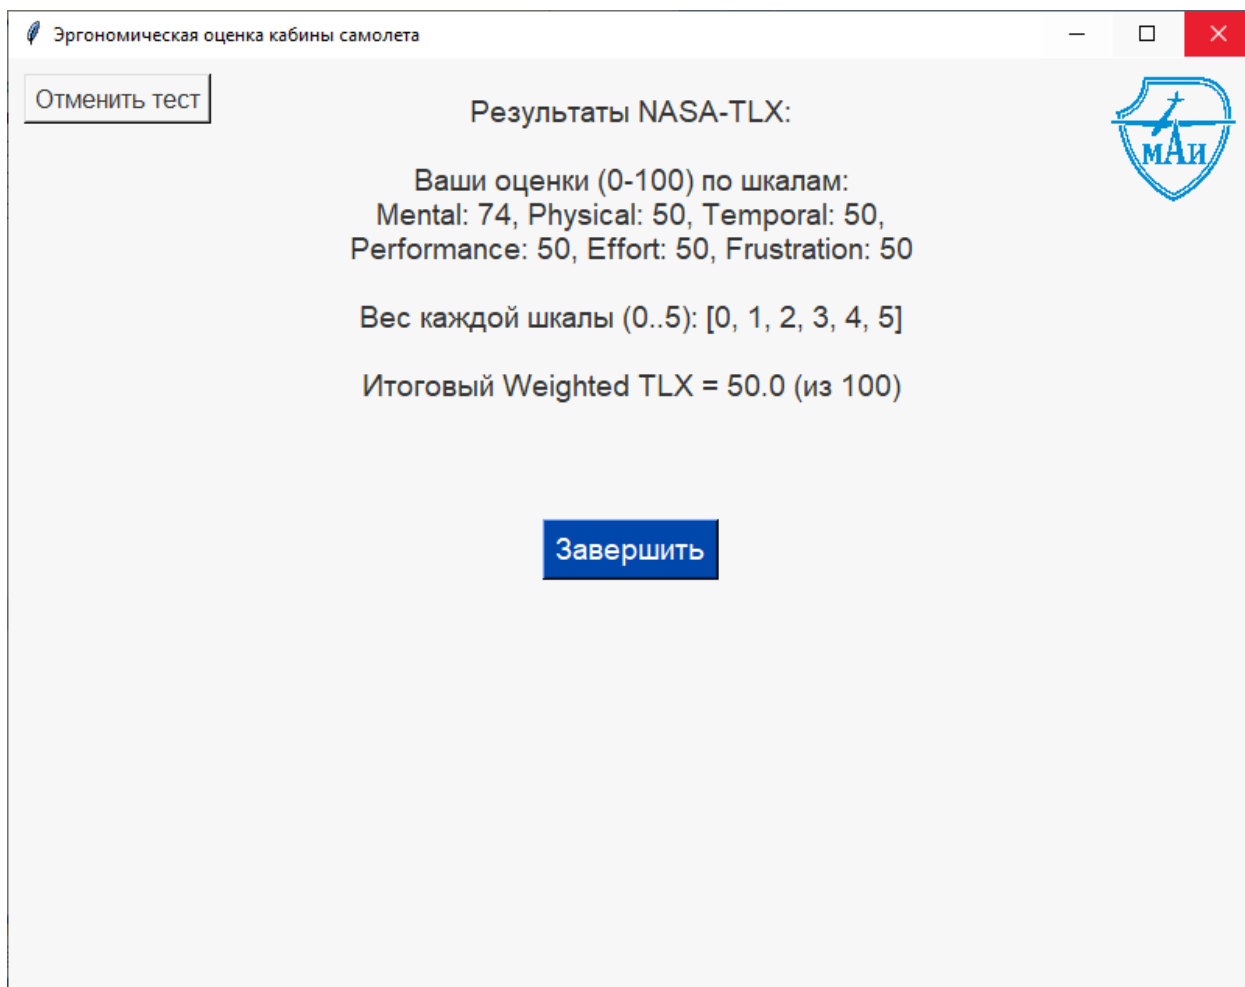 Эргономическая оценка кабины самолета
Отменить тест
Результаты NASA-TLX:
Ваши оценки (0-100) по шкалам:
Mental: 74, Physical: 50, Temporal: 50,
Performance: 50, Effort: 50, Frustration: 50
Вес каждой шкалы (0..5): [0, 1, 2, 3, 4, 5]
Итоговый Weighted TLX = 50.0 (из 100)
Завершить
МАИ